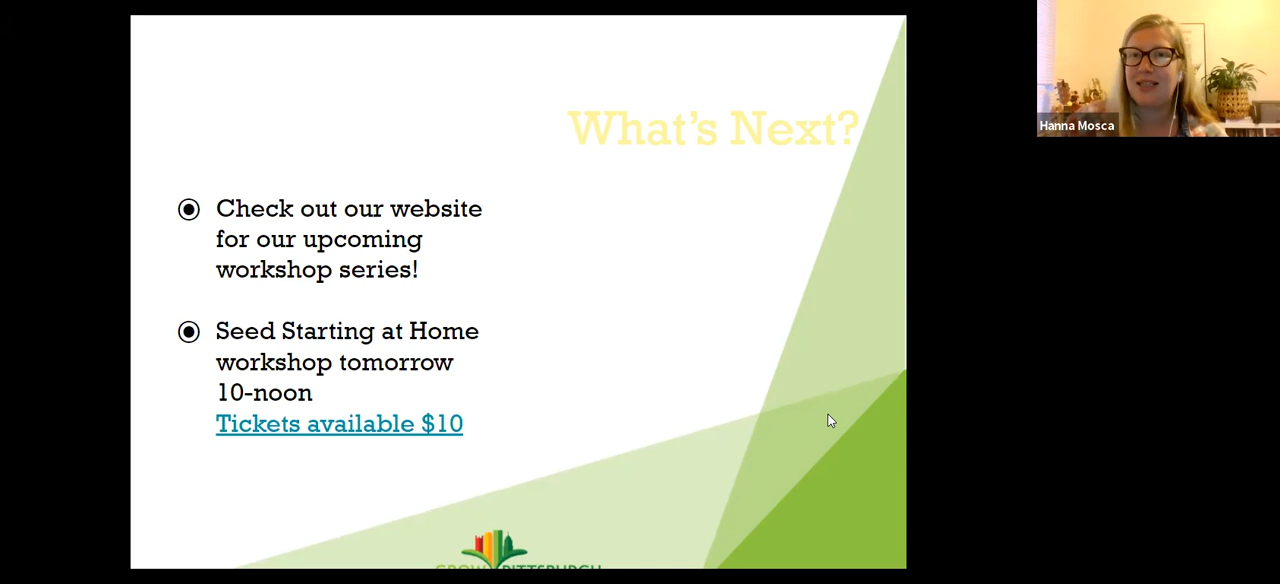 What's Next?
Check out our website
for our upcoming
workshop series!
Seed Starting at Home
workshop tomorrow
10-noon
Tickets available $10
GROW PITTSBURGH
Hanna Mosca